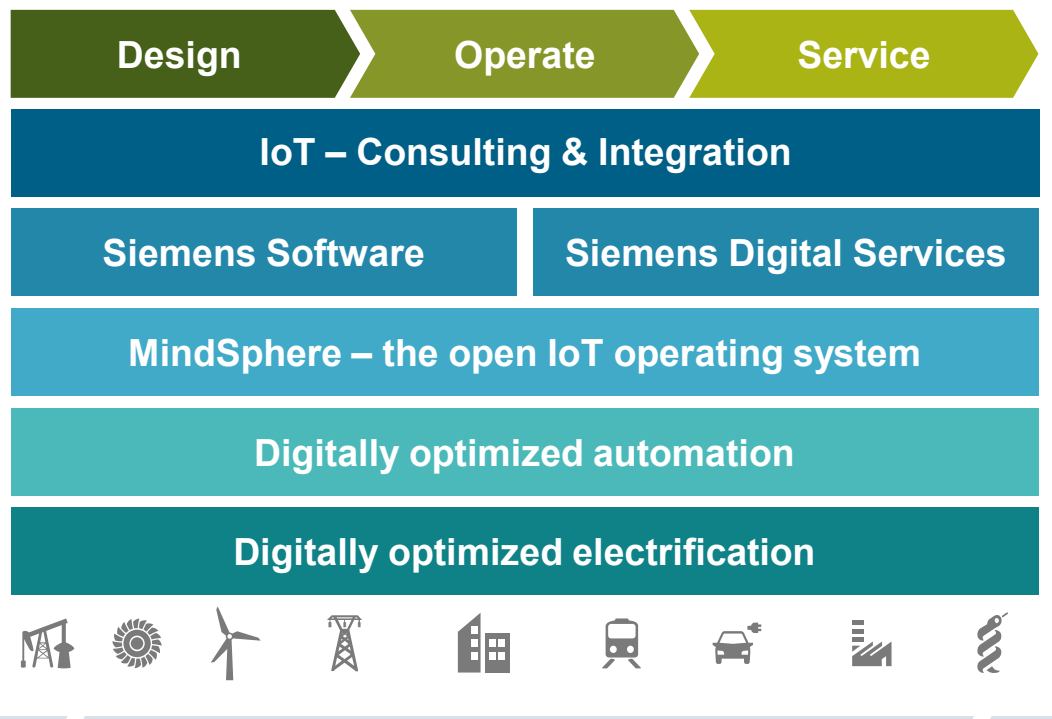 Design
Operate
Service
IoT – Consulting & Integration
Siemens Software
Siemens Digital Services
MindSphere – the open IoT operating system
Digitally optimized automation
Digitally optimized electrification